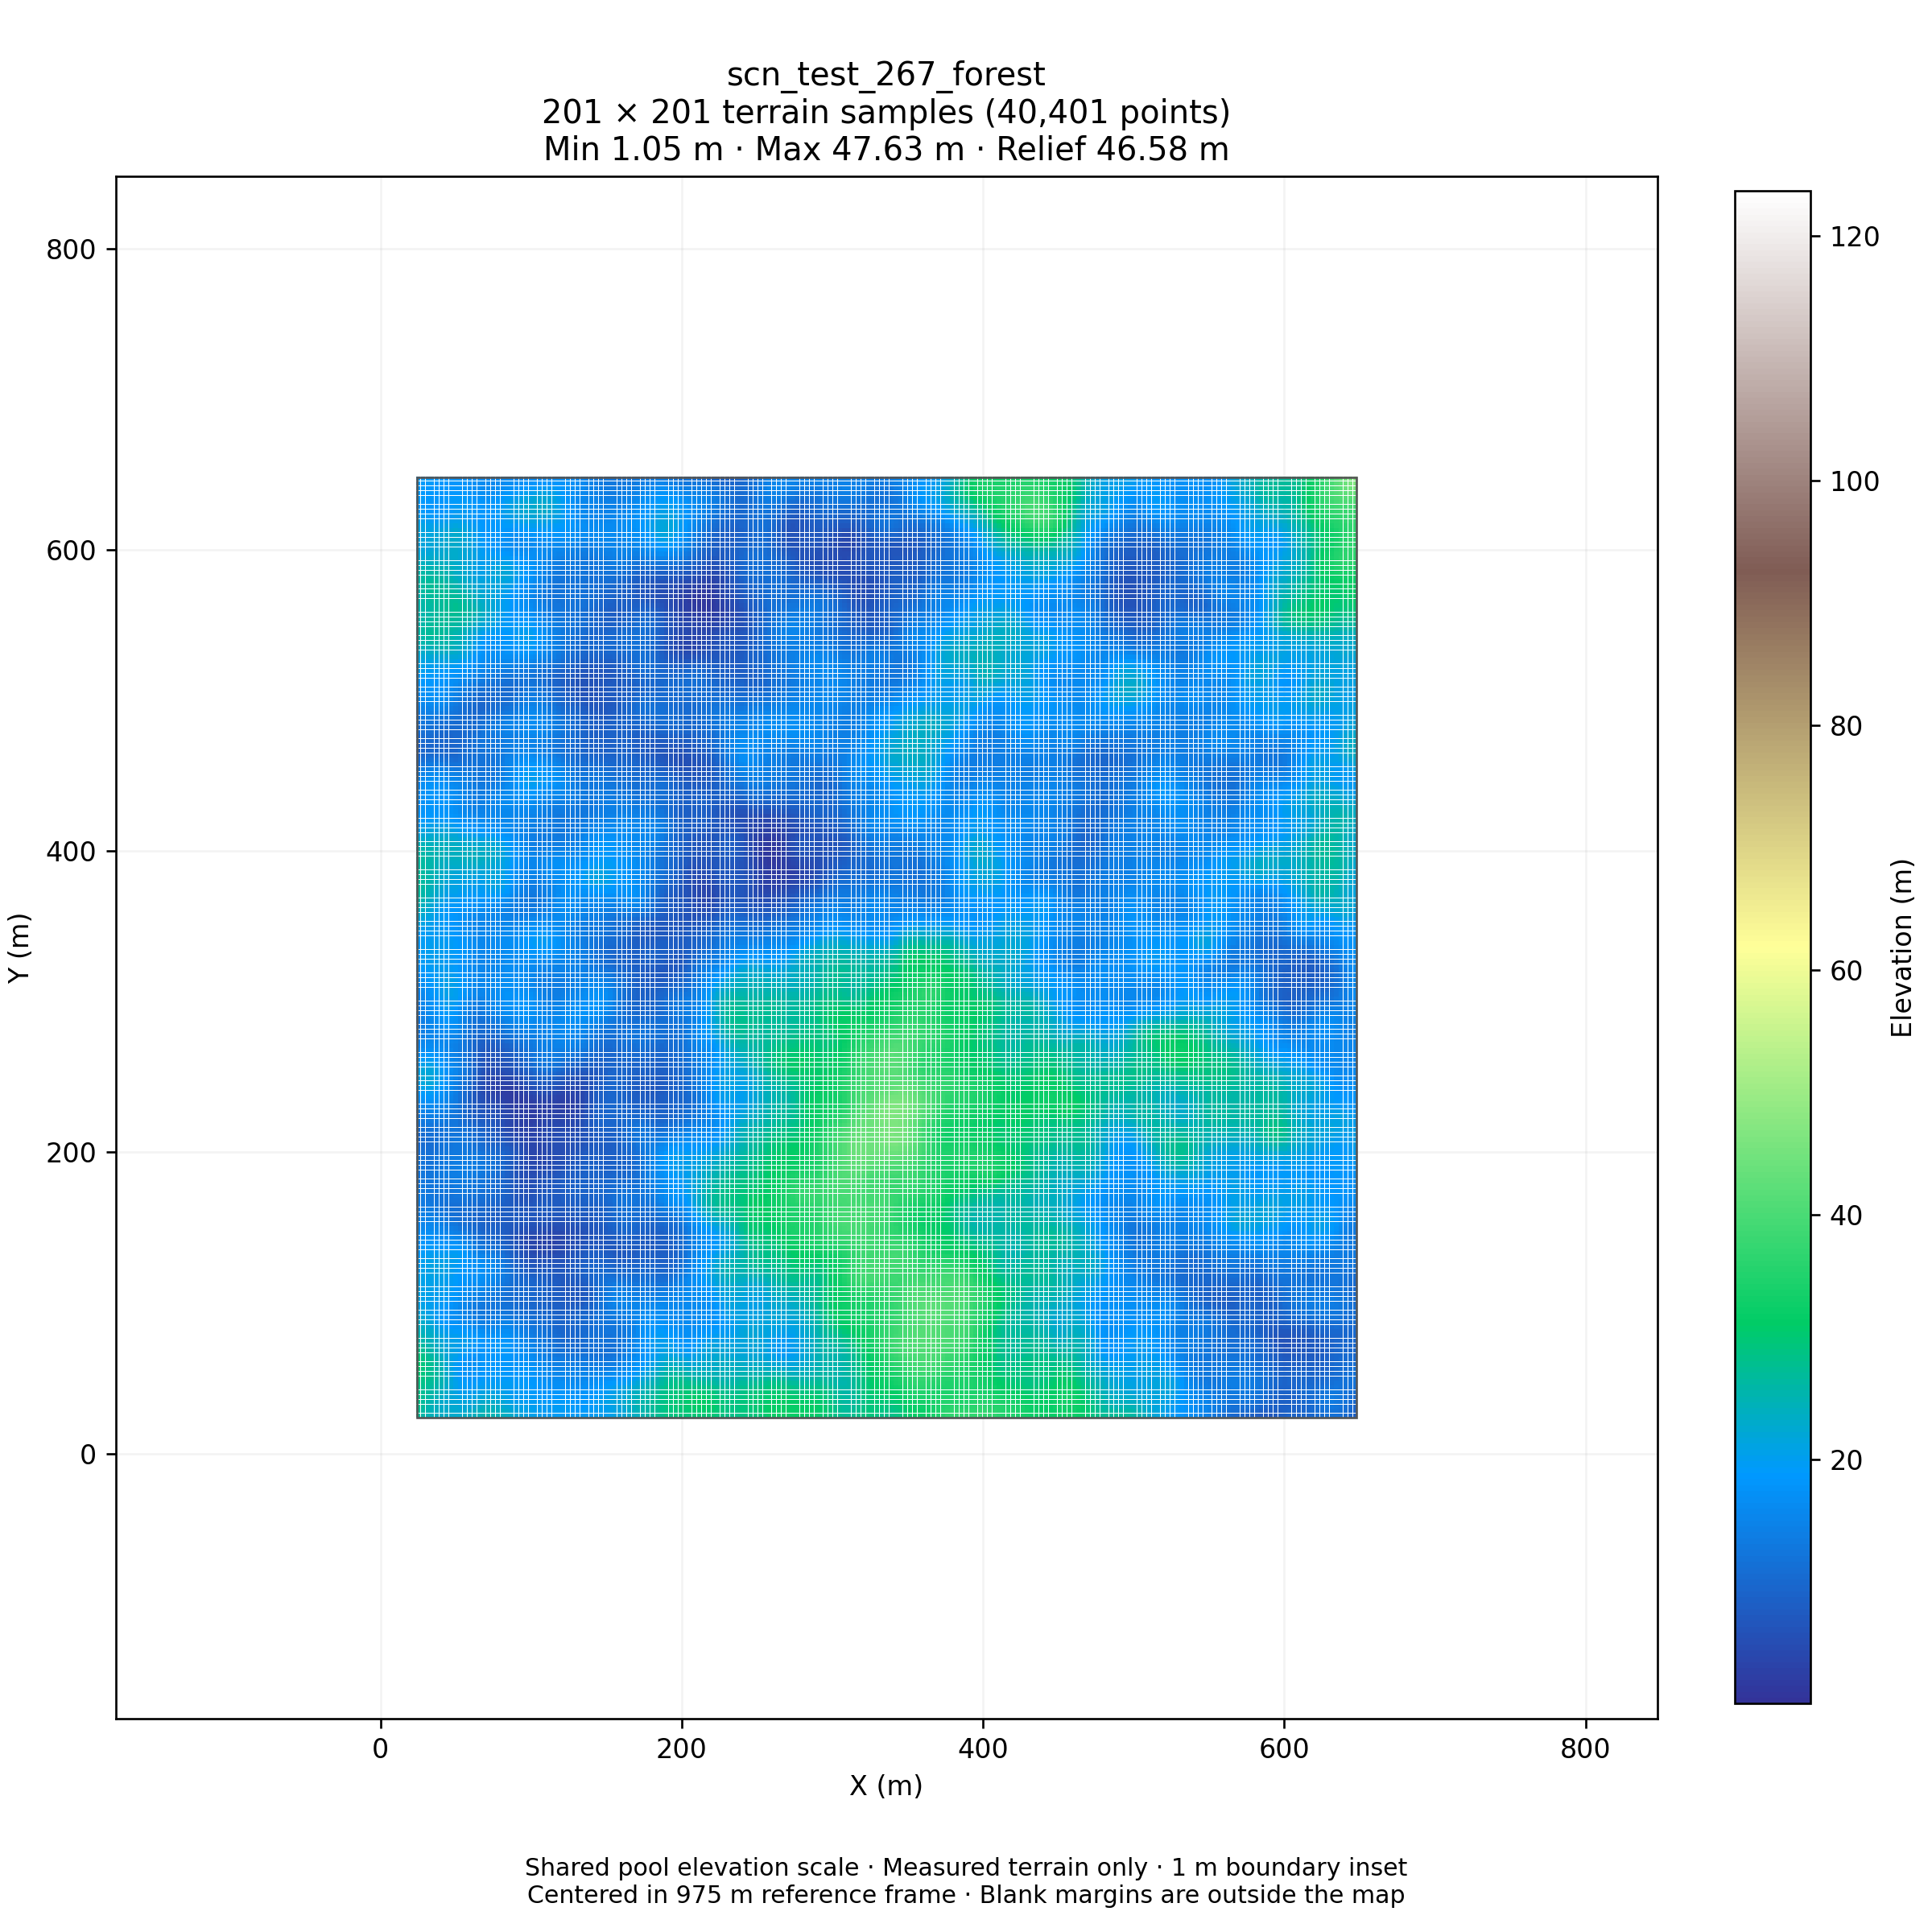 scn_test_267_forest
201 × 201 terrain samples (40,401 points)
Min 1.05 m · Max 47.63 m · Relief 46.58 m
800
600
400
200
0
Y (m)
0
200
400
600
800
X (m)
120
100
80
60
40
20
Elevation (m)
Shared pool elevation scale · Measured terrain only · 1 m boundary inset
Centered in 975 m reference frame · Blank margins are outside the map